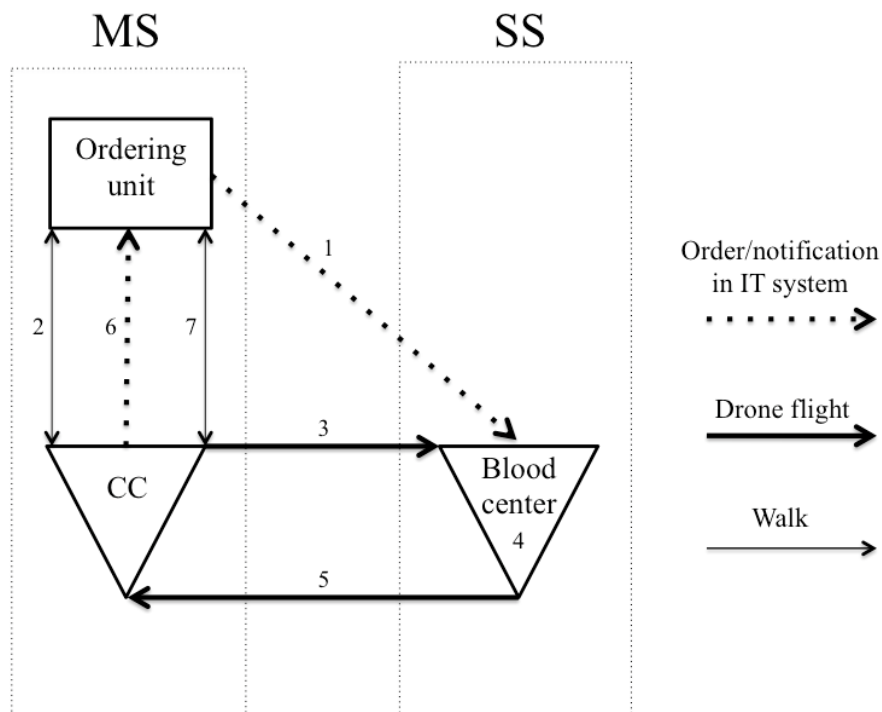 MS
SS
Ordering
unit
1
2
6
7
3
CC
Blood
center
4
5
Order/notification
in IT system
Drone flight
Walk